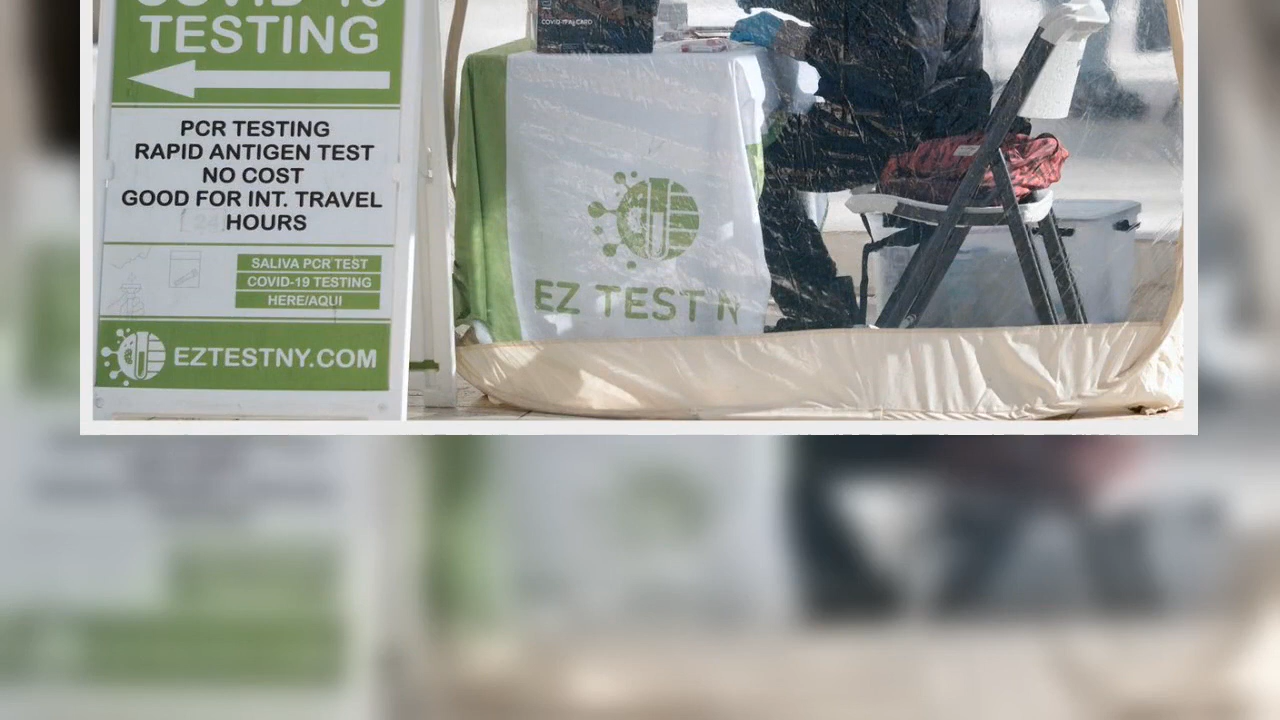 TESTING
PCR TESTING
RAPID ANTIGEN TEST
NO COST
GOOD FOR INT. TRAVEL
HOURS
SALIVA PCR TEST
COVID-19 TESTING
HERE/AQUI
EZTESTNY.COM
EZ TEST N